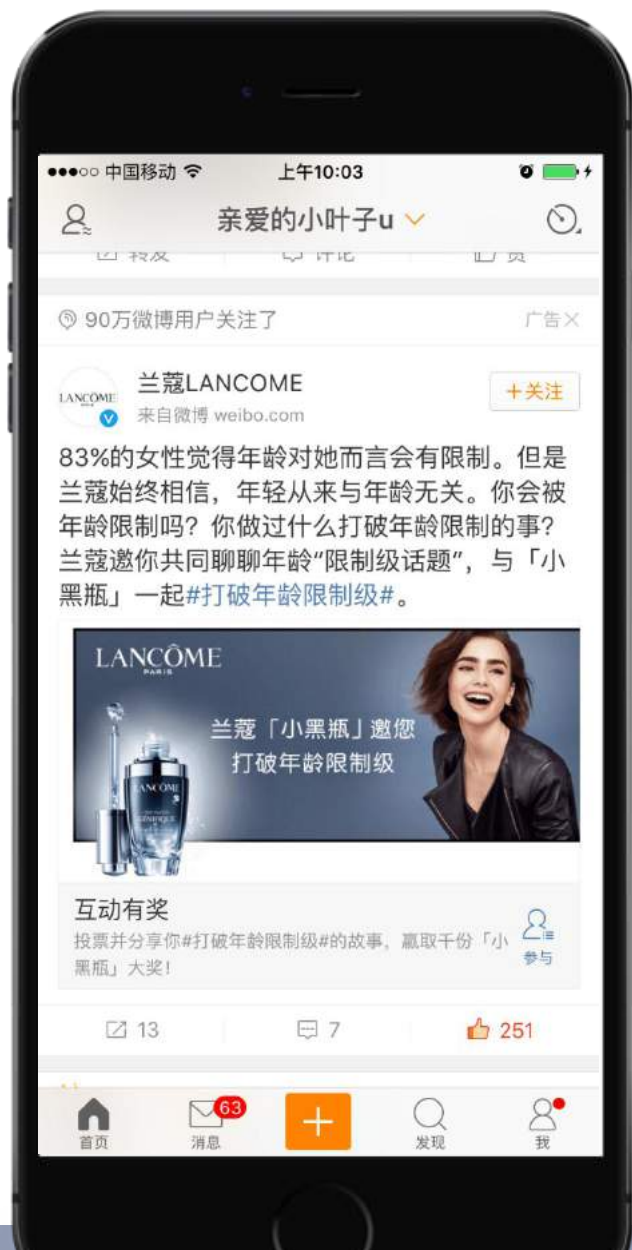 中国移动 上午10:03
亲爱的小叶子u
转发 评论 赞
90万微博用户关注了 广告
LANCÔME
PARIS
兰蔻LANCOME
+关注
来自微博 weibo.com
83%的女性觉得年龄对她而言会有限制。但是
兰蔻始终相信，年轻从来与年龄无关。你会被
年龄限制吗？你做过什么打破年龄限制的事？
兰蔻邀你共同聊聊年龄“限制级话题”，与「小
黑瓶」一起#打破年龄限制级#。
LANCÔME
PARIS
兰蔻「小黑瓶」邀您
打破年龄限制级
LANCÔME
GÉNIFIQUE
互动有奖
投票并分享你#打破年龄限制级#的故事，赢取千份「小
黑瓶」大奖！
参与
13 7 251
63
首页 消息 发现 我